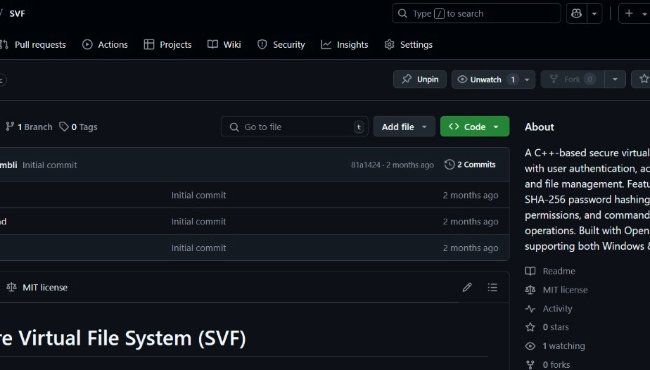 / SVF
Type / to search
Pull requests Actions Projects Wiki Security Insights Settings
Unpin Unwatch 1 Fork 0
1 Branch 0 Tags Go to file t Add file Code
About
mbli Initial commit 81a1424 · 2 months ago 2 Commits
Initial commit 2 months ago
Initial commit 2 months ago
Initial commit 2 months ago
A C++-based secure virtual
with user authentication, ac
and file management. Featu
SHA-256 password hashing
permissions, and command
operations. Built with Open
supporting both Windows &
Readme
MIT license
Activity
0 stars
1 watching
0 forks
MIT license
re Virtual File System (SVF)